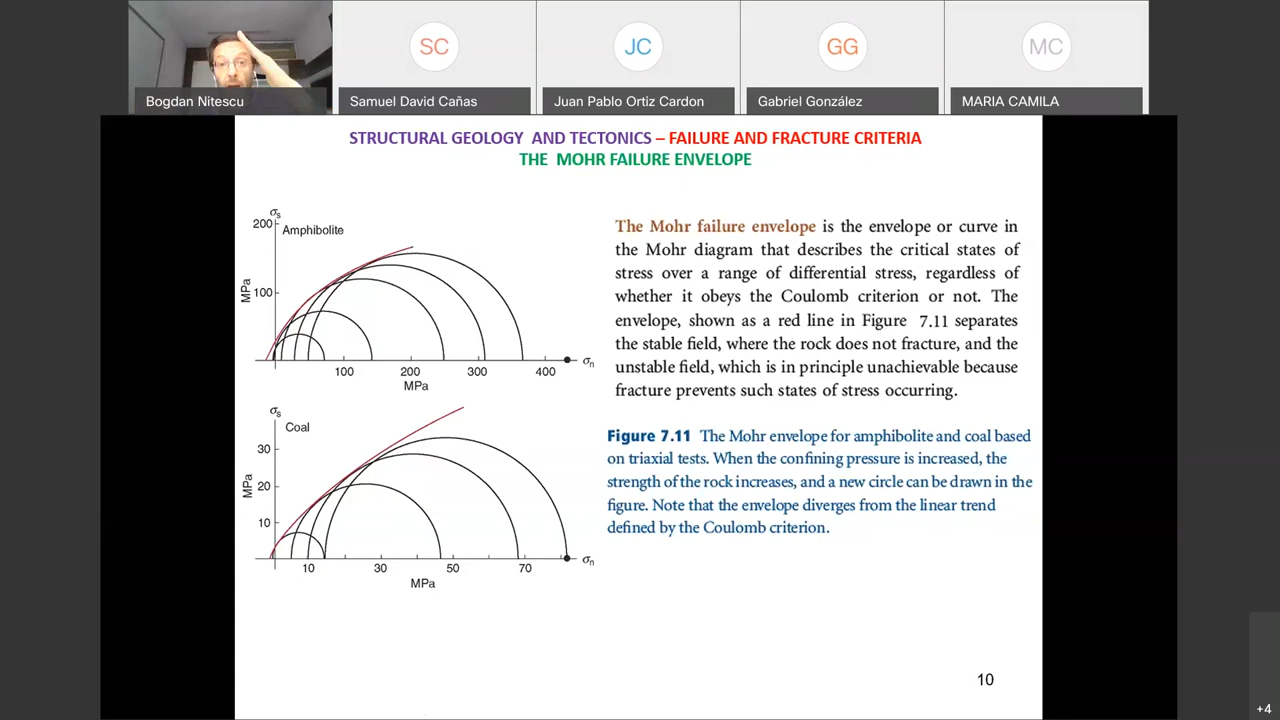 SC
JC
GG
MC
Bogdan Nitescu
Samuel David Cañas
Juan Pablo Ortiz Cardon
Gabriel González
MARIA CAMILA
STRUCTURAL GEOLOGY AND TECTONICS – FAILURE AND FRACTURE CRITERIA
THE MOHR FAILURE ENVELOPE
σs
200
Amphibolite
MPa
100
100
200
300
400
σn
MPa
σs
Coal
30
MPa
20
10
10
30
50
70
σn
MPa
The Mohr failure envelope is the envelope or curve in
the Mohr diagram that describes the critical states of
stress over a range of differential stress, regardless of
whether it obeys the Coulomb criterion or not. The
envelope, shown as a red line in Figure 7.11 separates
the stable field, where the rock does not fracture, and the
unstable field, which is in principle unachievable because
fracture prevents such states of stress occurring.
Figure 7.11 The Mohr envelope for amphibolite and coal based
on triaxial tests. When the confining pressure is increased, the
strength of the rock increases, and a new circle can be drawn in the
figure. Note that the envelope diverges from the linear trend
defined by the Coulomb criterion.
10
+4